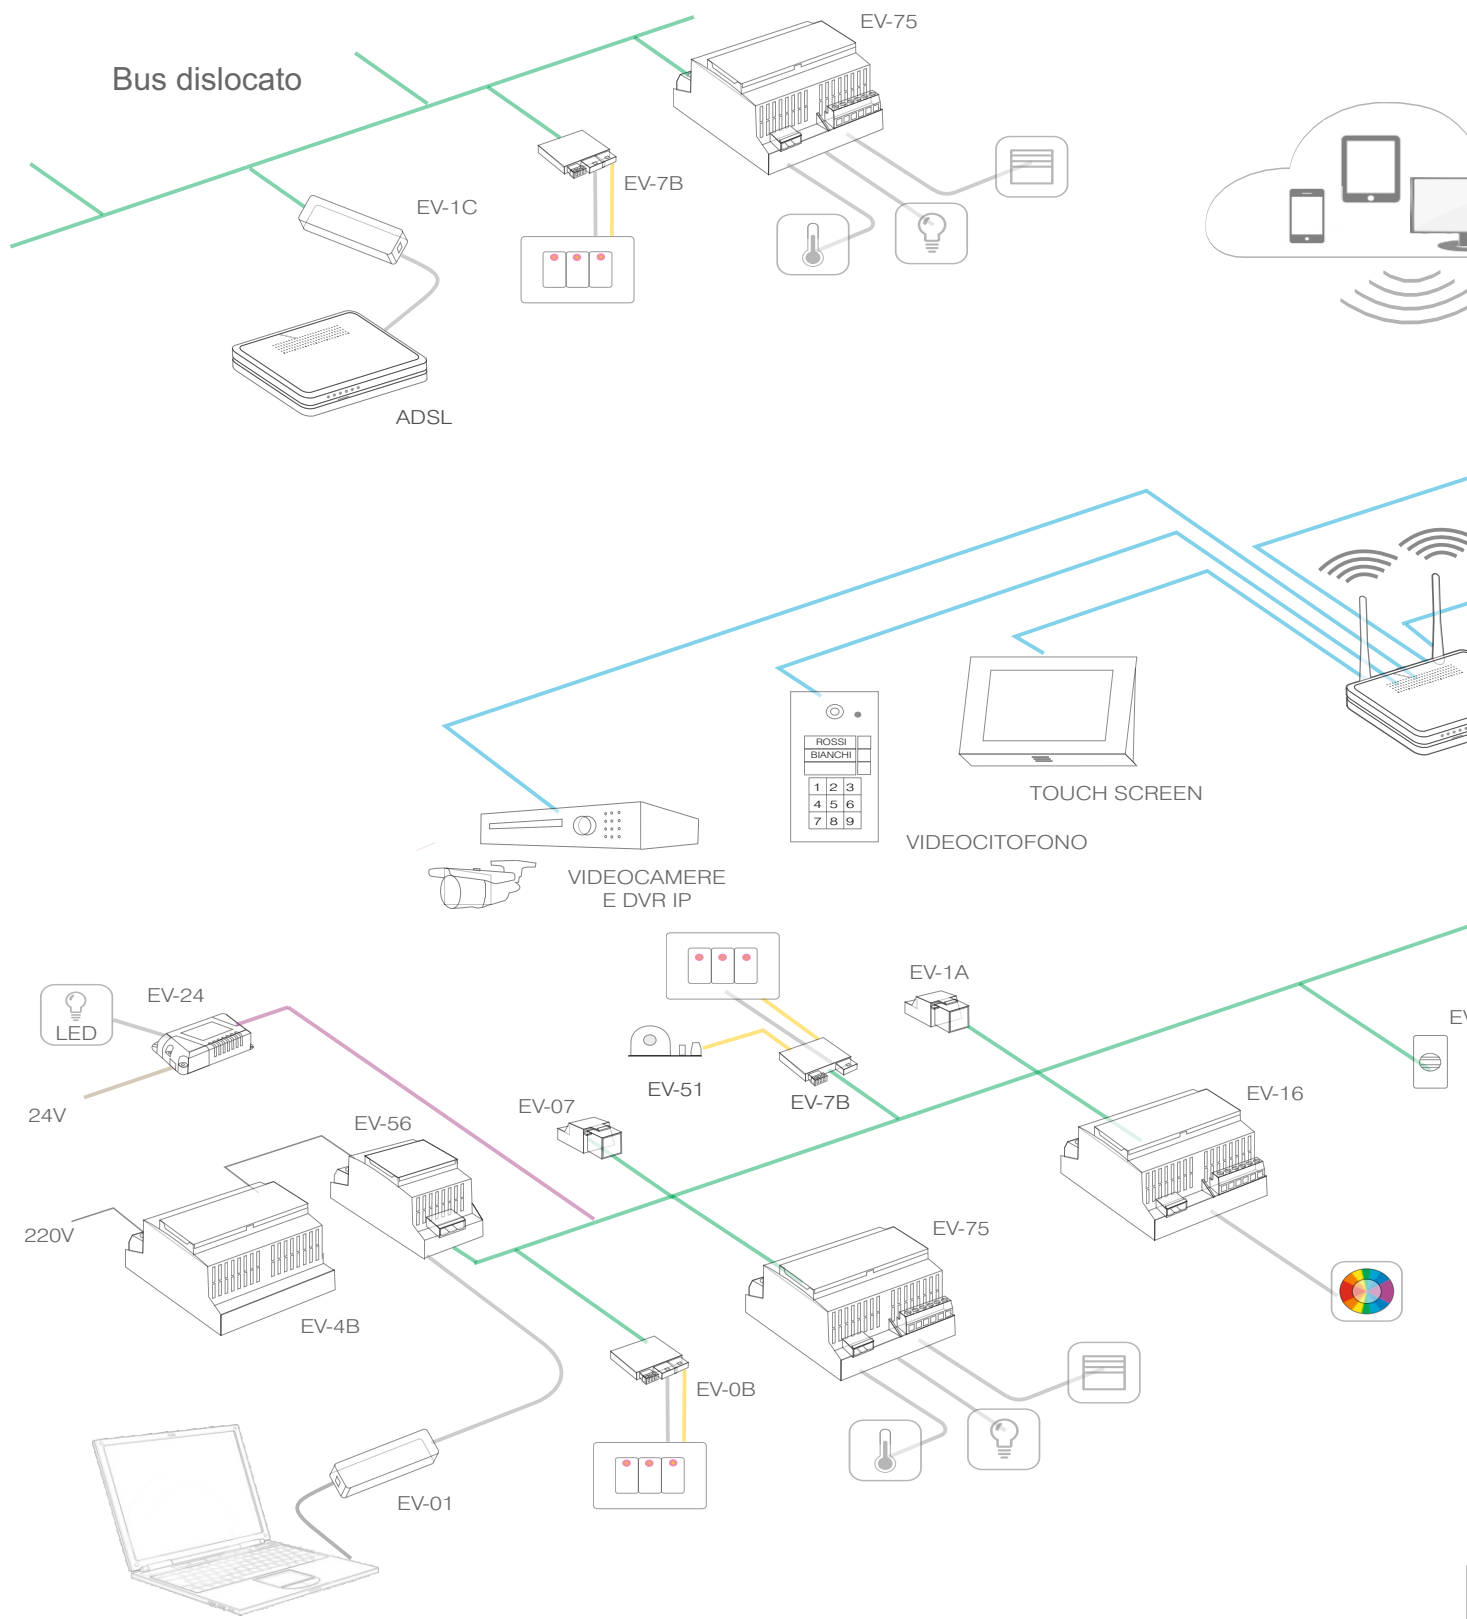 EV-75
Bus dislocato
EV-7B
EV-1C
ADSL
ROSSI
BIANCHI
1 2 3
4 5 6
7 8 9
TOUCH SCREEN
VIDEOCITOFONO
VIDEOCAMERE
E DVR IP
EV-1A
EV-24
LED
EV-51
EV-7B
EV-07
EV-16
24V
EV-56
220V
EV-75
EV-4B
EV-0B
EV-01